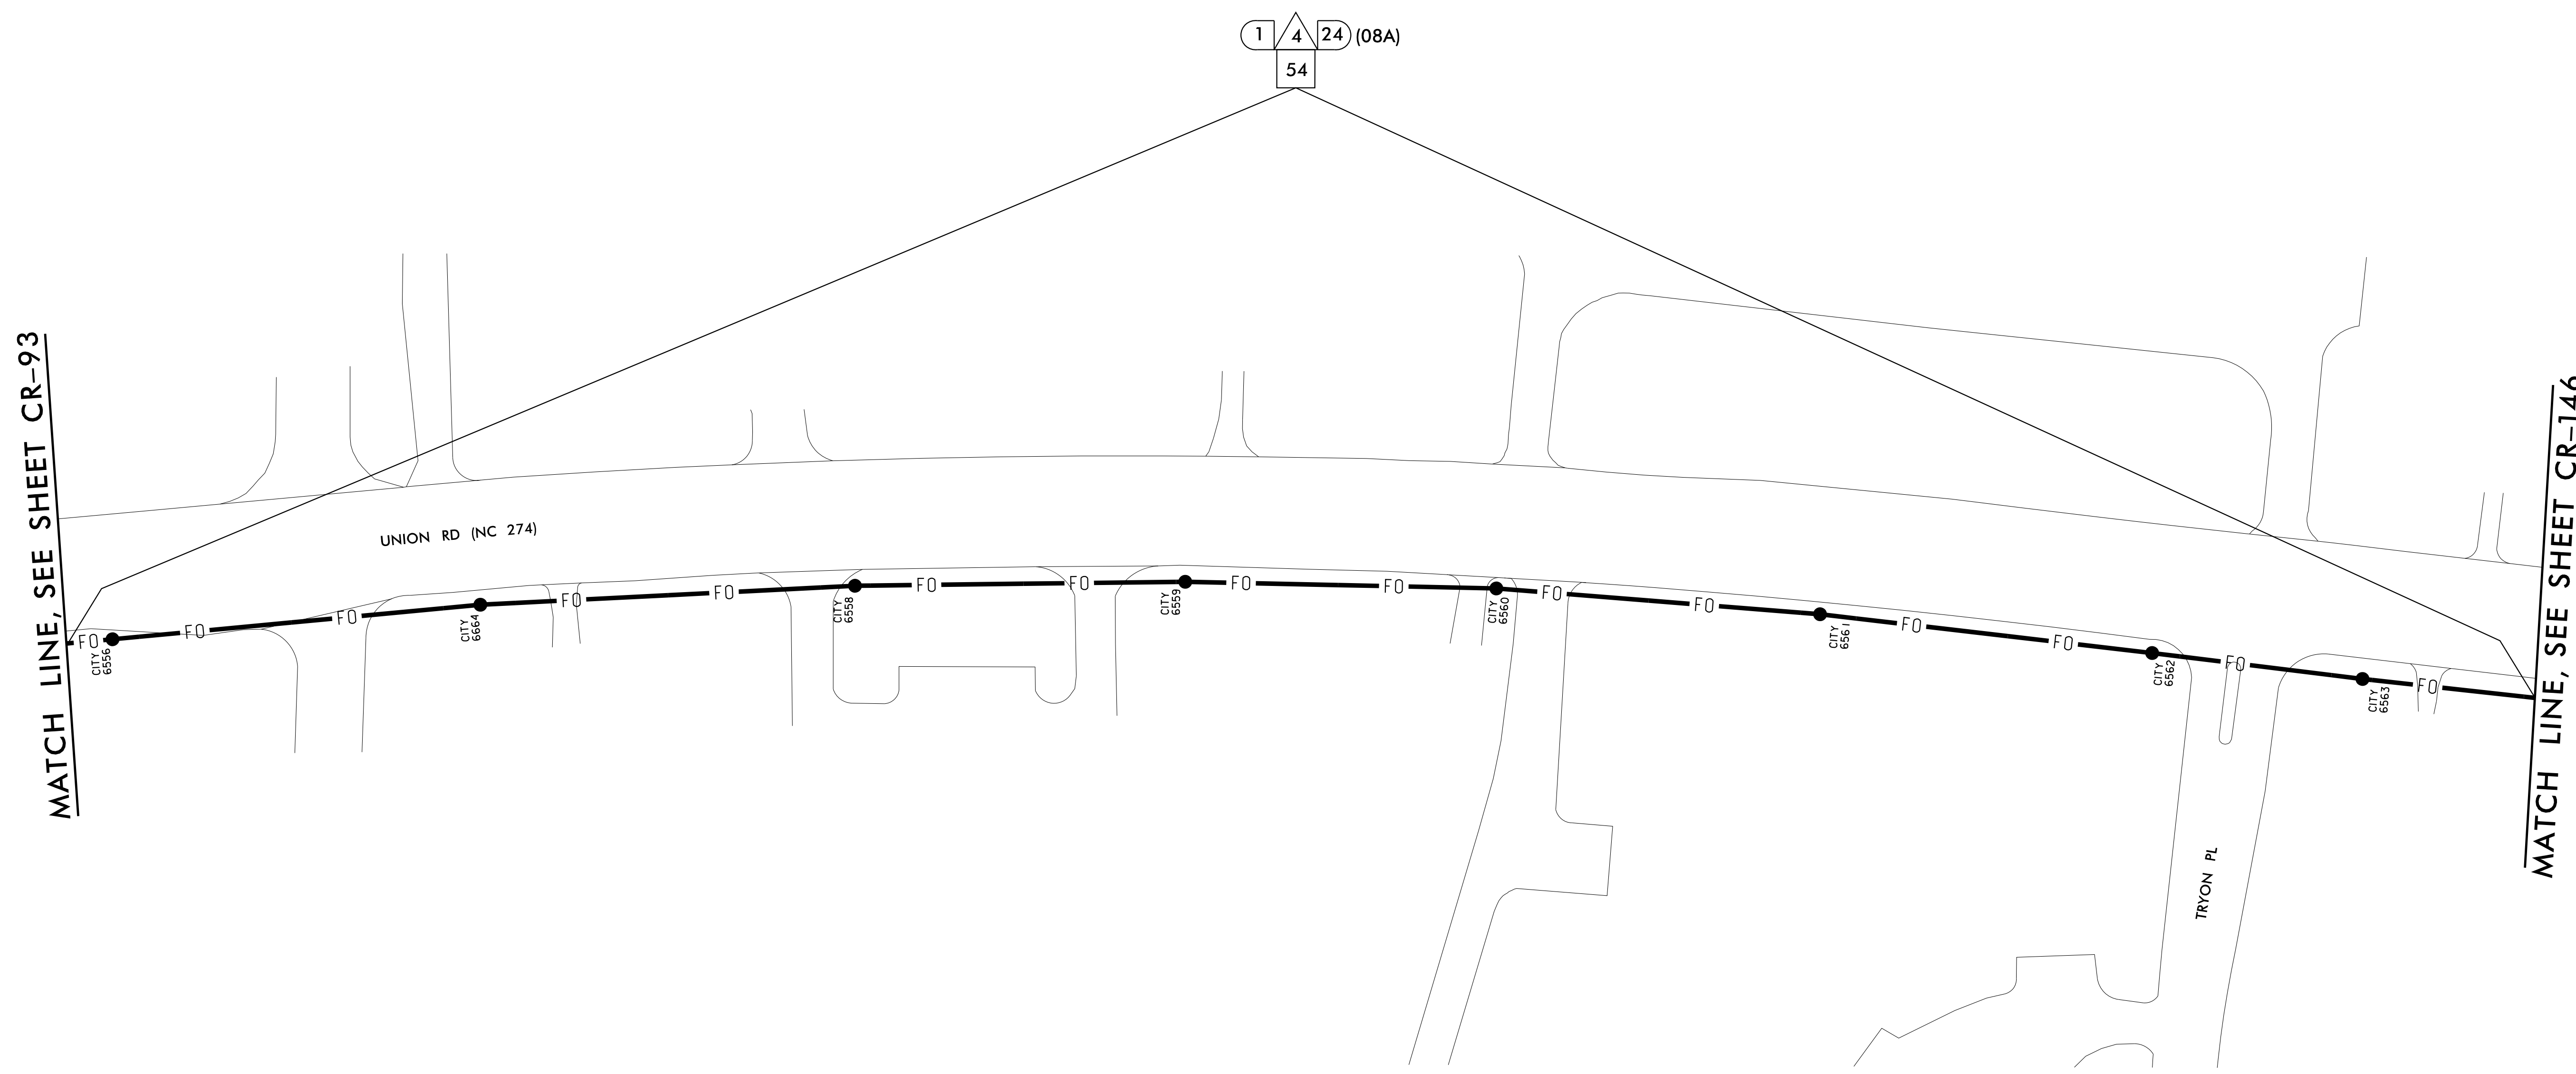 1 4 24 (08A)
54
MATCH LINE, SEE SHEET CR-93
MATCH LINE, SEE SHEET CR-146
UNION RD (NC 274)
FO FO FO FO FO FO FO FO FO FO FO FO FO FO FO
CITY
6556
CITY
6664
CITY
6558
CITY
6559
CITY
6560
CITY
6561
CITY
6562
CITY
6563
TRYON PL